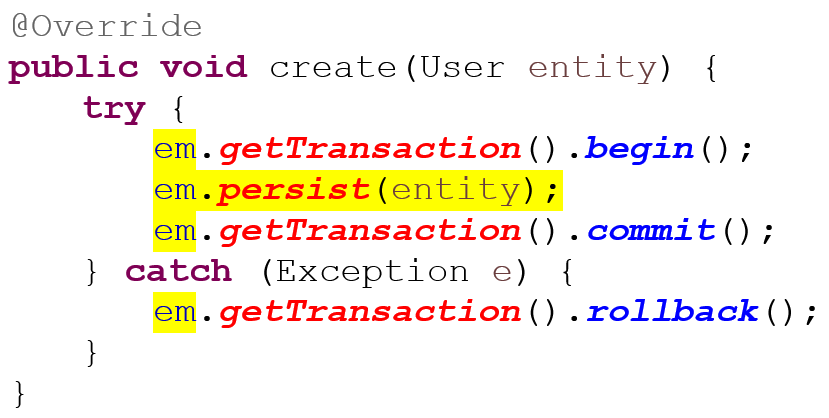 @Override
public void create(User entity) {
    try {
        em.getTransaction().begin();
        em.persist(entity);
        em.getTransaction().commit();
    } catch (Exception e) {
        em.getTransaction().rollback();
    }
}